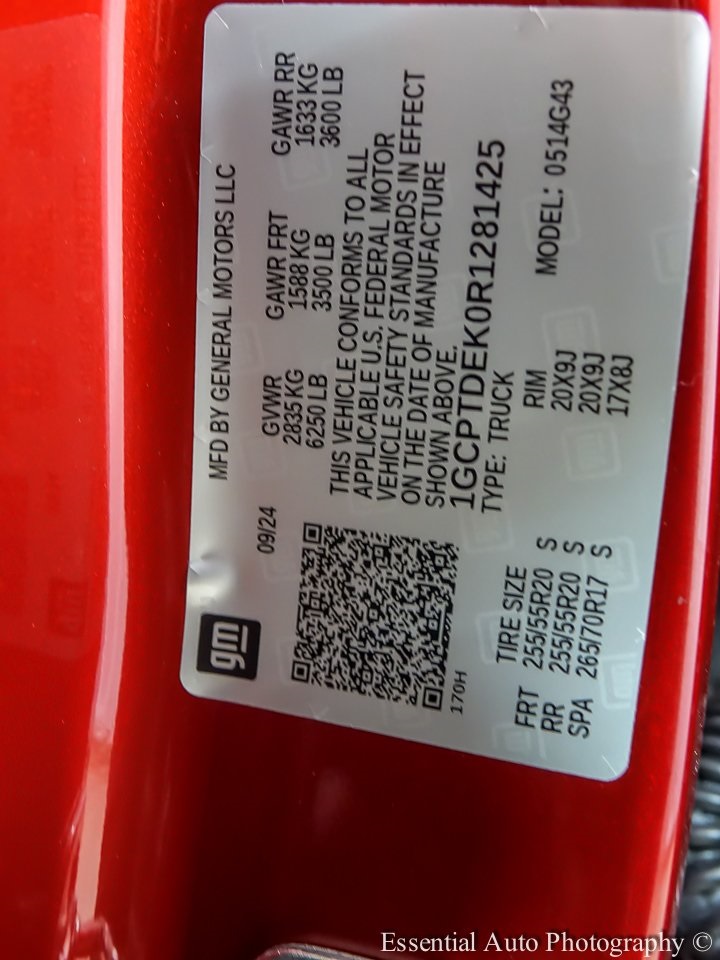 gm
MFD BY GENERAL MOTORS LLC
09/24
GVWR GAWR FRT GAWR RR
2835 KG 1588 KG 1633 KG
6250 LB 3500 LB 3600 LB
THIS VEHICLE CONFORMS TO ALL
APPLICABLE U.S. FEDERAL MOTOR
VEHICLE SAFETY STANDARDS IN EFFECT
ON THE DATE OF MANUFACTURE
SHOWN ABOVE.
1GCPTDEK0R1281425
TYPE: TRUCK MODEL: 0514G43
170H
TIRE SIZE RIM
FRT 255/55R20 S 20X9J
RR 255/55R20 S 20X9J
SPA 265/70R17 S 17X8J
Essential Auto Photography ©